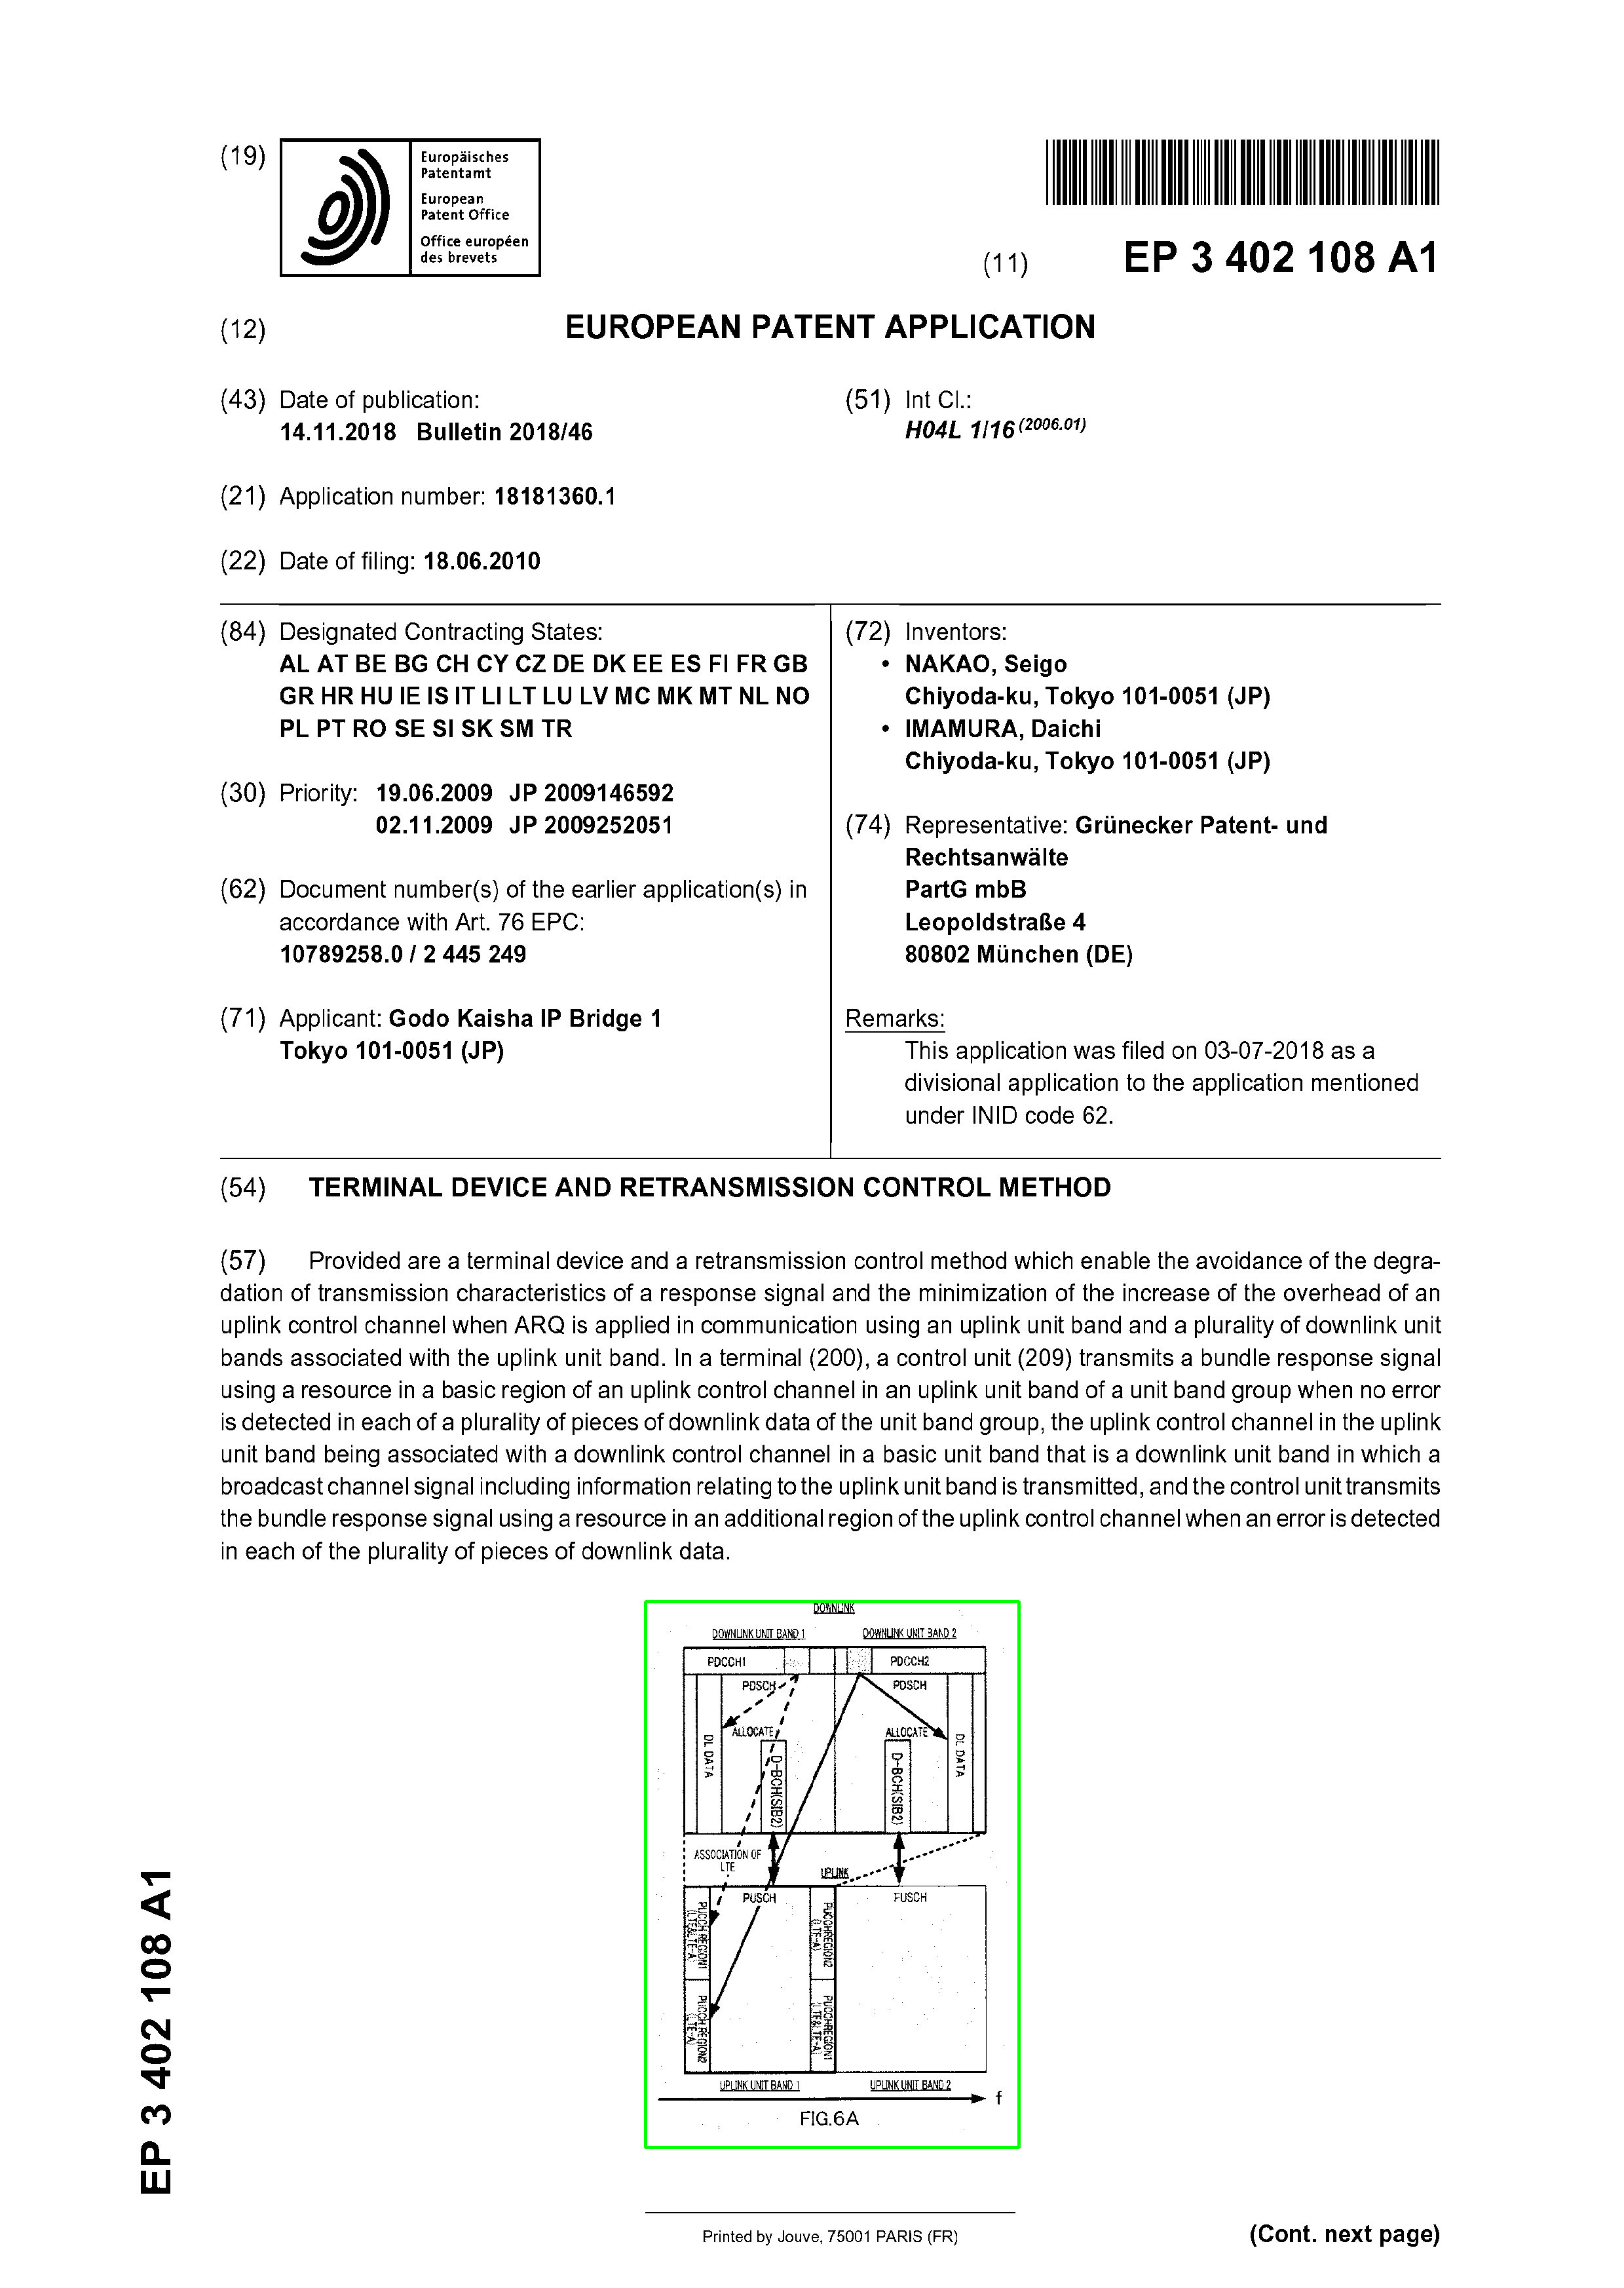 (19)
Europäisches
Patentamt
European
Patent Office
Office européen
des brevets
(11) EP 3 402 108 A1
(12) EUROPEAN PATENT APPLICATION
(43) Date of publication:
14.11.2018 Bulletin 2018/46
(51) Int Cl.:
H04L 1/16 (2006.01)
(21) Application number: 18181360.1
(22) Date of filing: 18.06.2010
(84) Designated Contracting States:
AL AT BE BG CH CY CZ DE DK EE ES FI FR GB
GR HR HU IE IS IT LI LT LU LV MC MK MT NL NO
PL PT RO SE SI SK SM TR
(30) Priority: 19.06.2009 JP 2009146592
02.11.2009 JP 2009252051
(62) Document number(s) of the earlier application(s) in
accordance with Art. 76 EPC:
10789258.0 / 2 445 249
(71) Applicant: Godo Kaisha IP Bridge 1
Tokyo 101-0051 (JP)
(72) Inventors:
• NAKAO, Seigo
Chiyoda-ku, Tokyo 101-0051 (JP)
• IMAMURA, Daichi
Chiyoda-ku, Tokyo 101-0051 (JP)
(74) Representative: Grünecker Patent- und
Rechtsanwälte
PartG mbB
Leopoldstraße 4
80802 München (DE)
Remarks:
This application was filed on 03-07-2018 as a
divisional application to the application mentioned
under INID code 62.
(54) TERMINAL DEVICE AND RETRANSMISSION CONTROL METHOD
(57) Provided are a terminal device and a retransmission control method which enable the avoidance of the degra-
dation of transmission characteristics of a response signal and the minimization of the increase of the overhead of an
uplink control channel when ARQ is applied in communication using an uplink unit band and a plurality of downlink unit
bands associated with the uplink unit band. In a terminal (200), a control unit (209) transmits a bundle response signal
using a resource in a basic region of an uplink control channel in an uplink unit band of a unit band group when no error
is detected in each of a plurality of pieces of downlink data of the unit band group, the uplink control channel in the uplink
unit band being associated with a downlink control channel in a basic unit band that is a downlink unit band in which a
broadcast channel signal including information relating to the uplink unit band is transmitted, and the control unit transmits
the bundle response signal using a resource in an additional region of the uplink control channel when an error is detected
in each of the plurality of pieces of downlink data.
DOWNLINK
DOWNLINK UNIT BAND 1 DOWNLINK UNIT BAND 2
PDCCH1 PDCCH2
PDSCH PDSCH
ALLOCATE ALLOCATE
DL DATA
D-BCH(SIB2)
D-BCH(SIB2)
DL DATA
ASSOCIATION OF
LTE
UPLINK
PUSCH PUSCH
PUCCH REGION1
(LTE&LTE-A)
PUCCH REGION2
(LTE-A)
PUCCHREGION2
(LTE-A)
PUCCHREGION1
(LTE&LTE-A)
UPLINK UNIT BAND 1 UPLINK UNIT BAND 2
f
FIG.6A
EP 3 402 108 A1
Printed by Jouve, 75001 PARIS (FR)
(Cont. next page)